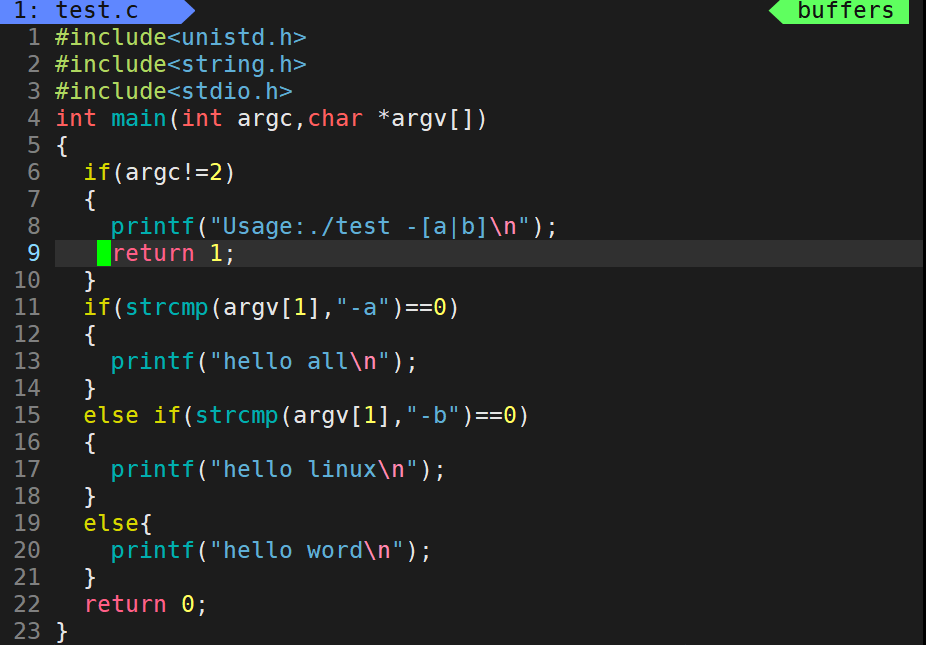 1: test.c buffers
1 #include<unistd.h>
2 #include<string.h>
3 #include<stdio.h>
4 int main(int argc,char *argv[])
5 {
6   if(argc!=2)
7   {
8     printf("Usage:./test -[a|b]\n");
9     return 1;
10   }
11   if(strcmp(argv[1],"-a")==0)
12   {
13     printf("hello all\n");
14   }
15   else if(strcmp(argv[1],"-b")==0)
16   {
17     printf("hello linux\n");
18   }
19   else{
20     printf("hello word\n");
21   }
22   return 0;
23 }